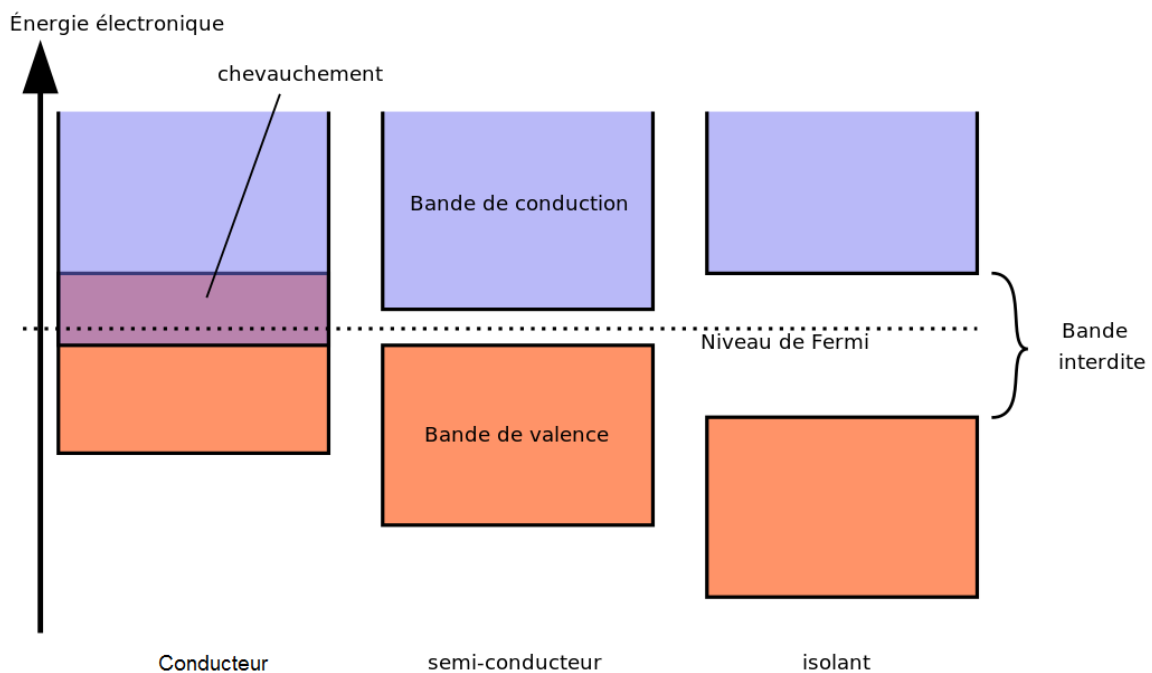 Énergie électronique
chevauchement
Bande de conduction
Niveau de Fermi
Bande
interdite
Bande de valence
Conducteur
semi-conducteur
isolant